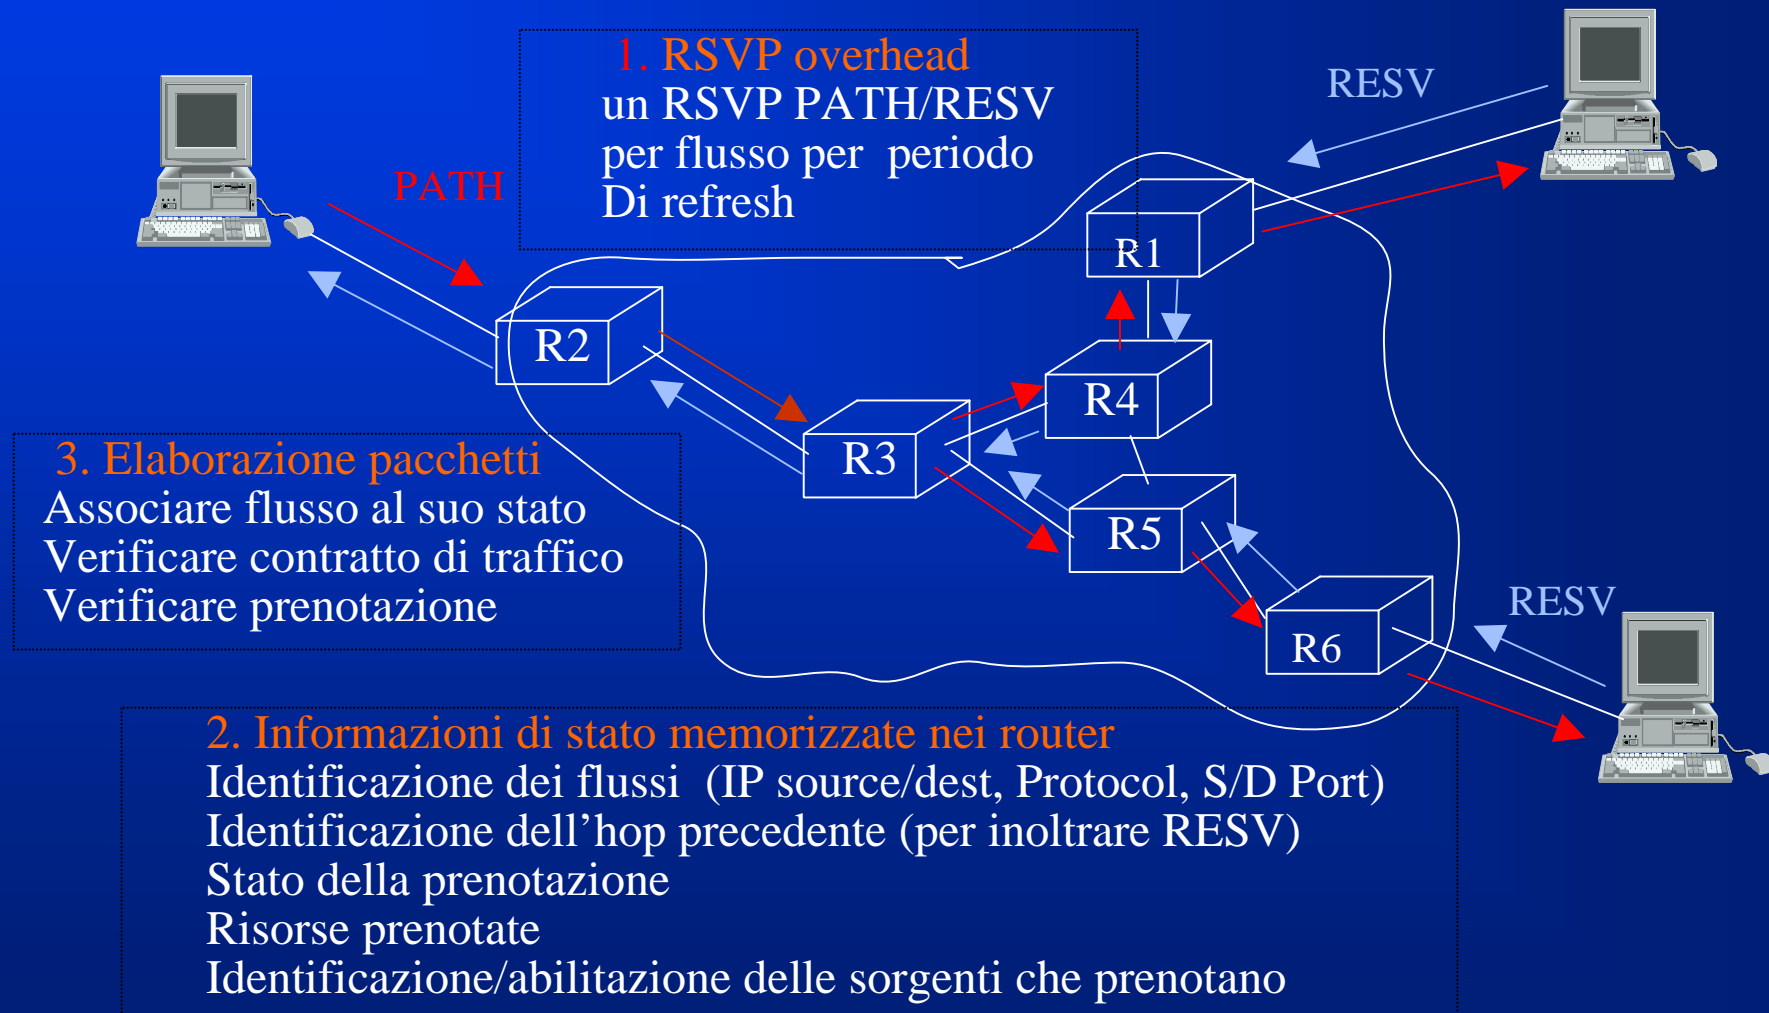 1. RSVP overhead
un RSVP PATH/RESV
per flusso per periodo
Di refresh
RESV
PATH
R1
R2
R4
R3
R5
R6
RESV
3. Elaborazione pacchetti
Associare flusso al suo stato
Verificare contratto di traffico
Verificare prenotazione
2. Informazioni di stato memorizzate nei router
Identificazione dei flussi (IP source/dest, Protocol, S/D Port)
Identificazione dell’hop precedente (per inoltrare RESV)
Stato della prenotazione
Risorse prenotate
Identificazione/abilitazione delle sorgenti che prenotano